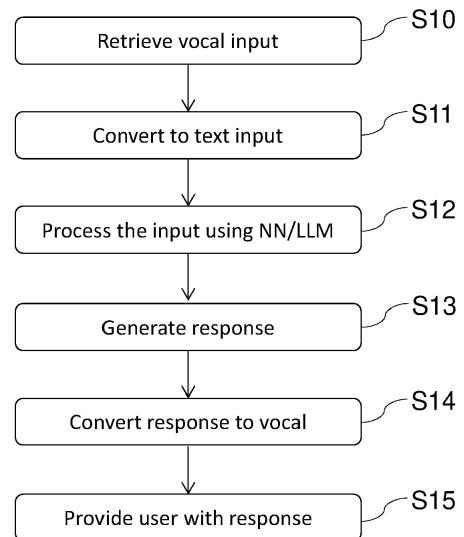 Retrieve vocal input S10
Convert to text input S11
Process the input using NN/LLM S12
Generate response S13
Convert response to vocal S14
Provide user with response S15